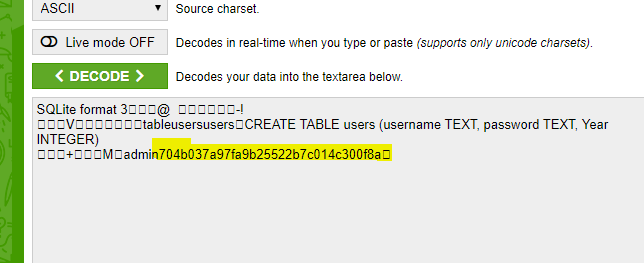 ASCII
Source charset.
Live mode OFF
Decodes in real-time when you type or paste (supports only unicode charsets).
< DECODE >
Decodes your data into the textarea below.
SQLite format 3□□□@ □□□□□□-!
□□□V□□□□□□□tableusersusers□CREATE TABLE users (username TEXT, password TEXT, Year
INTEGER)
□□□+□□□M□admin704b037a97fa9b25522b7c014c300f8a□